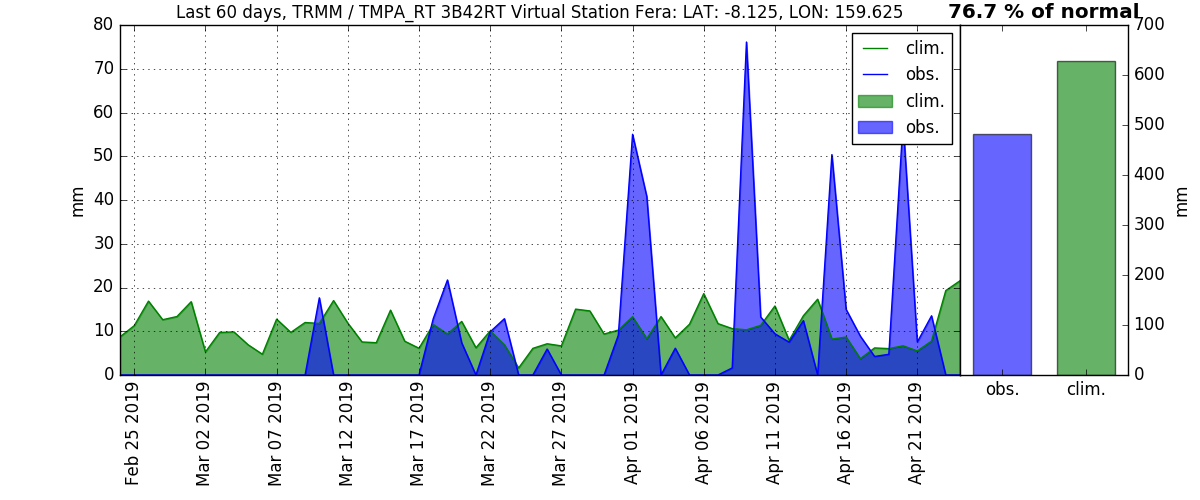 Last 60 days, TRMM / TMPA_RT 3B42RT Virtual Station Fera: LAT: -8.125, LON: 159.625
76.7 % of normal
80
70
60
50
40
30
20
10
0
mm
clim.
obs.
clim.
obs.
700
600
500
400
300
200
100
0
mm
obs.
clim.
Feb 25 2019
Mar 02 2019
Mar 07 2019
Mar 12 2019
Mar 17 2019
Mar 22 2019
Mar 27 2019
Apr 01 2019
Apr 06 2019
Apr 11 2019
Apr 16 2019
Apr 21 2019